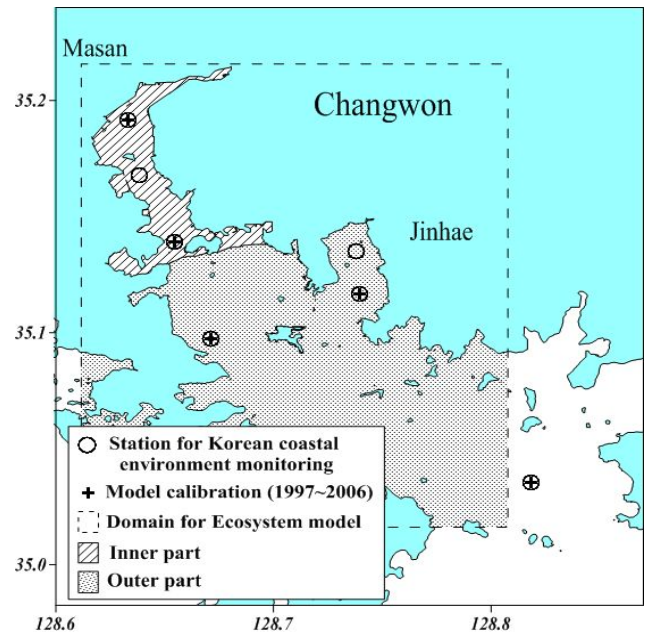 Masan
35.2
Changwon
Jinhae
35.1
Station for Korean coastal
environment monitoring
Model calibration (1997~2006)
Domain for Ecosystem model
Inner part
Outer part
35.0
128.6
128.7
128.8